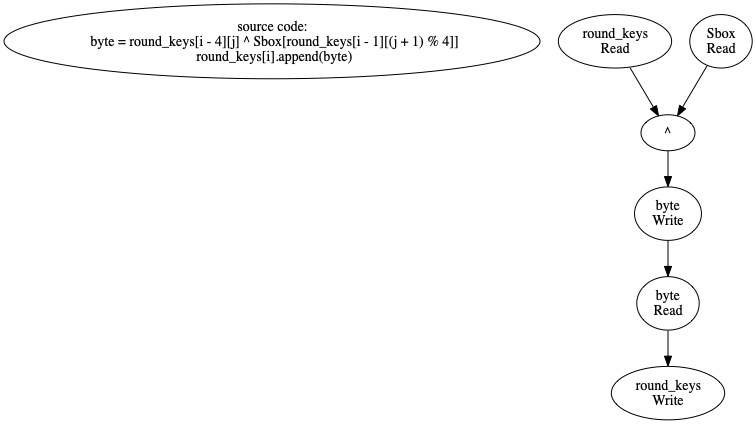 source code:
byte = round_keys[i - 4][j] ^ Sbox[round_keys[i - 1][(j + 1) % 4]]
round_keys[i].append(byte)
round_keys
Read
Sbox
Read
^
byte
Write
byte
Read
round_keys
Write